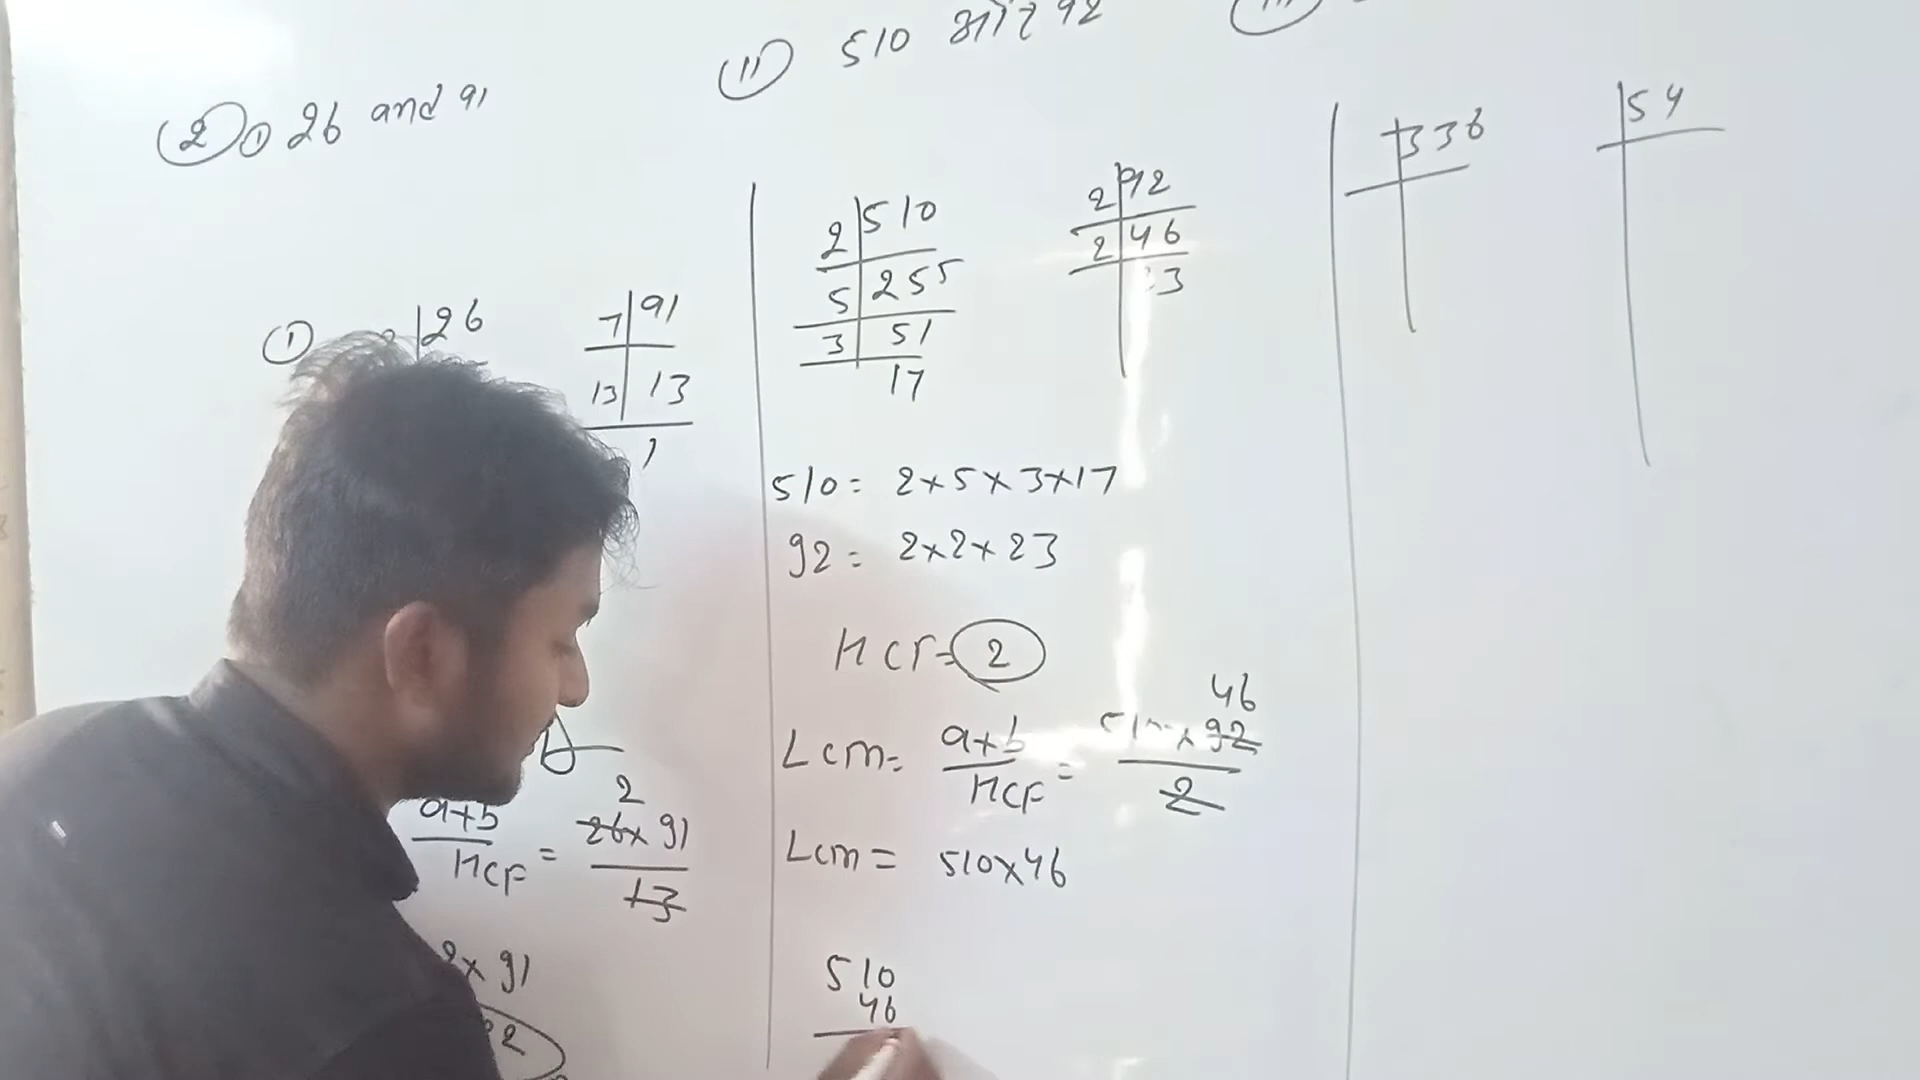 ② ① 26 and 91
② 510 और 92
① 26
7 91
13 13
1
a×b
HCF
=
2
26×91
13
2×91
2 510
5 255
3 51
17
2 92
2 46
23
510= 2×5×3×17
92= 2×2×23
HCF=2
Lcm= a×b = 510×92
HCF 2
46
Lcm= 510×46
510
46
336
54